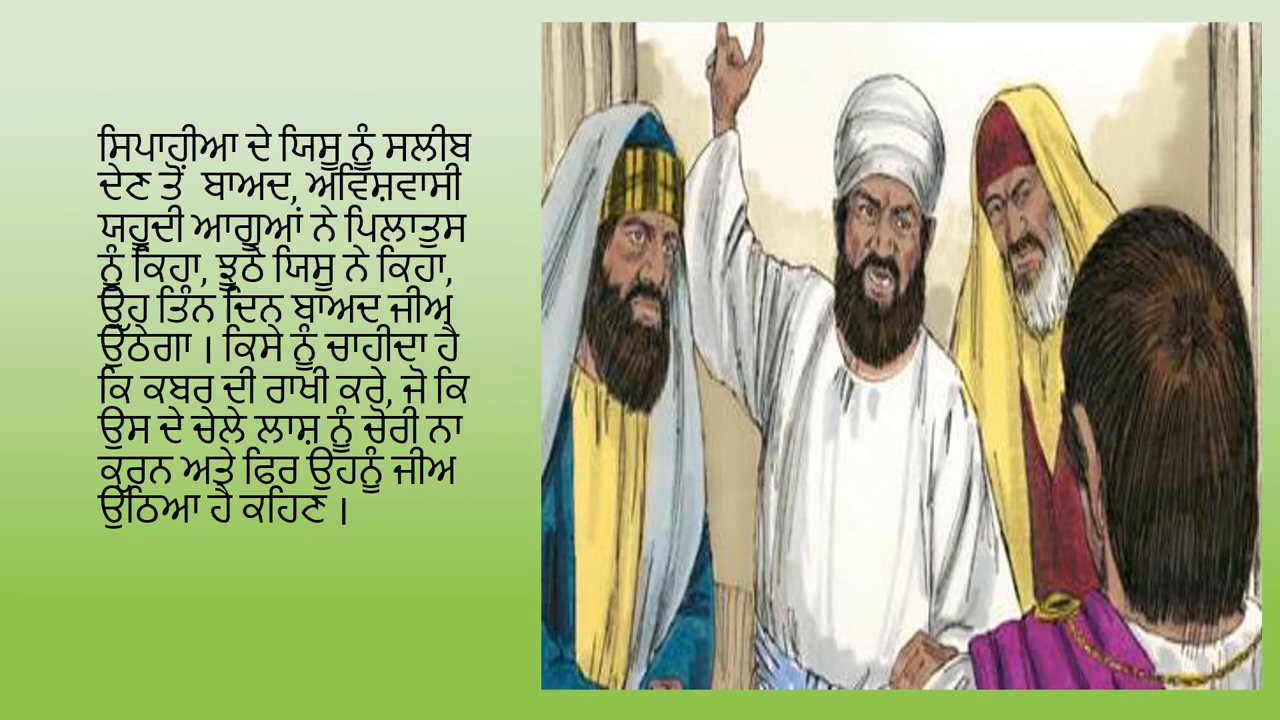 ਸਿਪਾਹੀਆ ਦੇ ਯਿਸੂ ਨੂੰ ਸਲੀਬ
ਦੇਣ ਤੋਂ ਬਾਅਦ, ਅਵਿਸ਼ਵਾਸੀ
ਯਹੂਦੀ ਆਗੂਆਂ ਨੇ ਪਿਲਾਤੁਸ
ਨੂੰ ਕਿਹਾ, ਝੂਠੇ ਯਿਸੂ ਨੇ ਕਿਹਾ,
ਉਹ ਤਿੰਨ ਦਿਨ ਬਾਅਦ ਜੀਅ
ਉੱਠੇਗਾ । ਕਿਸੇ ਨੂੰ ਚਾਹੀਦਾ ਹੈ
ਕਿ ਕਬਰ ਦੀ ਰਾਖੀ ਕਰੇ, ਜੋ ਕਿ
ਉਸ ਦੇ ਚੇਲੇ ਲਾਸ਼ ਨੂੰ ਚੋਰੀ ਨਾ
ਕਰਨ ਅਤੇ ਫਿਰ ਉਹਨੂੰ ਜੀਅ
ਉੱਠਿਆ ਹੈ ਕਹਿਣ ।